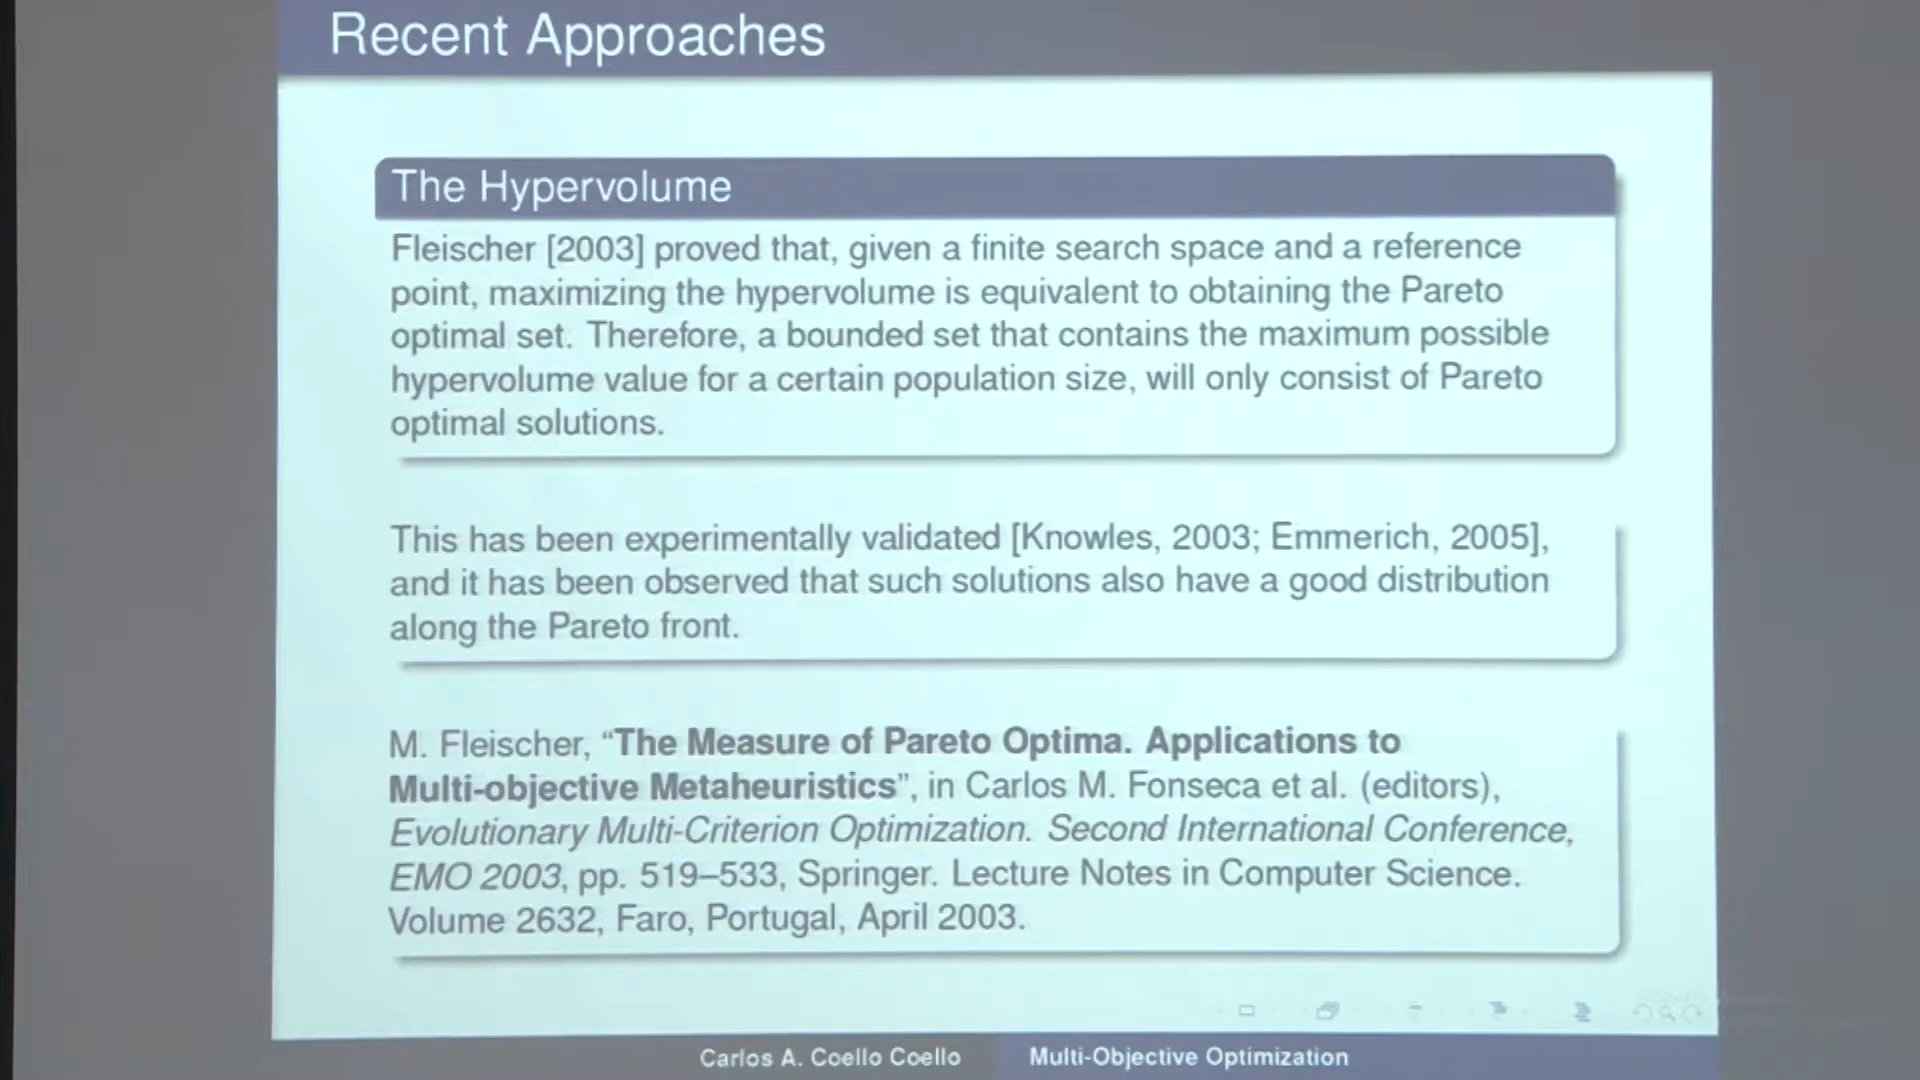 Recent Approaches
The Hypervolume
Fleischer [2003] proved that, given a finite search space and a reference
point, maximizing the hypervolume is equivalent to obtaining the Pareto
optimal set. Therefore, a bounded set that contains the maximum possible
hypervolume value for a certain population size, will only consist of Pareto
optimal solutions.
This has been experimentally validated [Knowles, 2003; Emmerich, 2005],
and it has been observed that such solutions also have a good distribution
along the Pareto front.
M. Fleischer, “The Measure of Pareto Optima. Applications to
Multi-objective Metaheuristics”, in Carlos M. Fonseca et al. (editors),
Evolutionary Multi-Criterion Optimization. Second International Conference,
EMO 2003, pp. 519–533, Springer. Lecture Notes in Computer Science.
Volume 2632, Faro, Portugal, April 2003.
Carlos A. Coello Coello
Multi-Objective Optimization